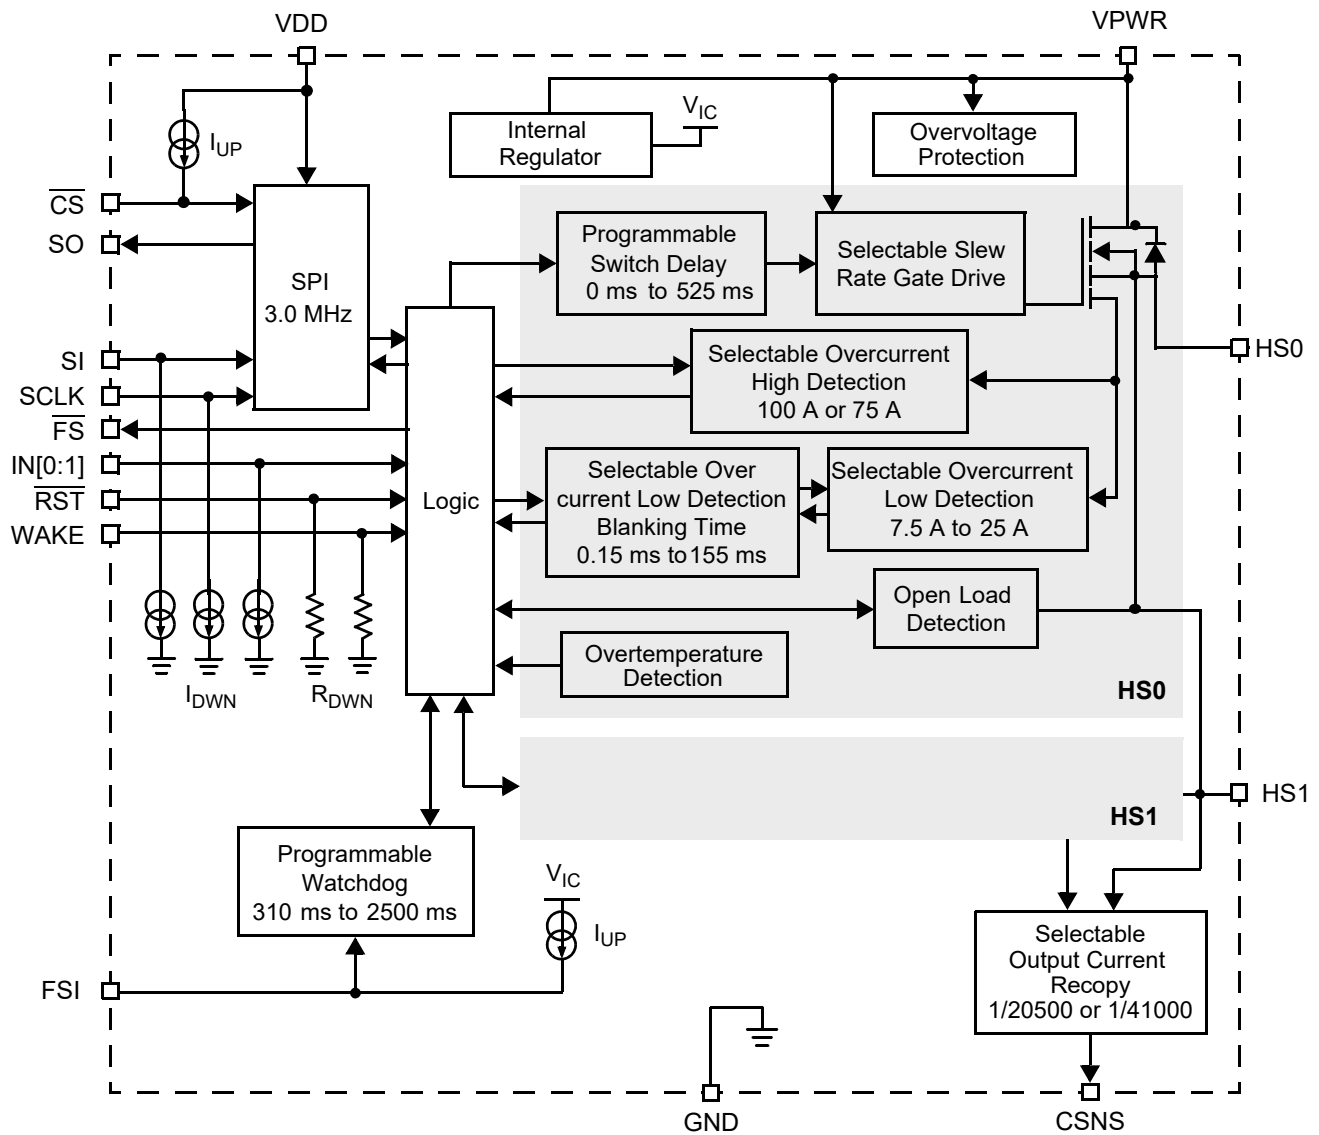 VDD
VPWR
IUP
VIC
Internal
Regulator
Overvoltage
Protection
CS
SO
SPI
3.0 MHz
Programmable
Switch Delay
0 ms to 525 ms
Selectable Slew
Rate Gate Drive
HS0
SI
SCLK
FS
IN[0:1]
RST
WAKE
Logic
Selectable Overcurrent
High Detection
100 A or 75 A
Selectable Over
current Low Detection
Blanking Time
0.15 ms to 155 ms
Selectable Overcurrent
Low Detection
7.5 A to 25 A
Open Load
Detection
Overtemperature
Detection
IDWN
RDWN
HS0
HS1
HS1
Programmable
Watchdog
310 ms to 2500 ms
VIC
IUP
FSI
Selectable
Output Current
Recopy
1/20500 or 1/41000
GND
CSNS